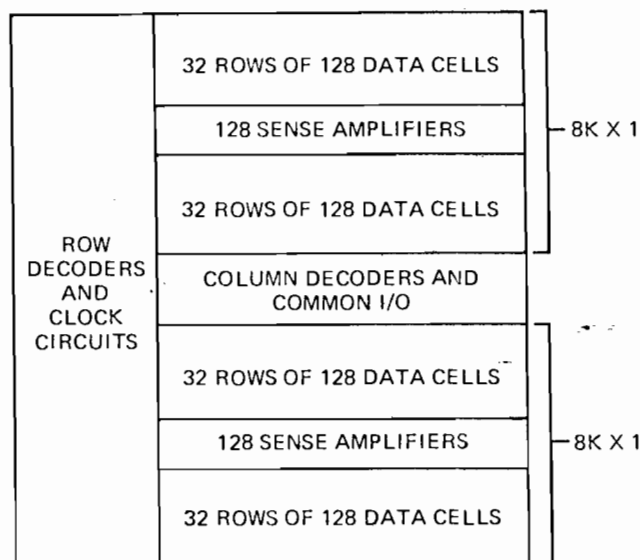 32 ROWS OF 128 DATA CELLS
128 SENSE AMPLIFIERS
8K X 1
32 ROWS OF 128 DATA CELLS
ROW
DECODERS
AND
CLOCK
CIRCUITS
COLUMN DECODERS AND
COMMON I/O
32 ROWS OF 128 DATA CELLS
128 SENSE AMPLIFIERS
8K X 1
32 ROWS OF 128 DATA CELLS